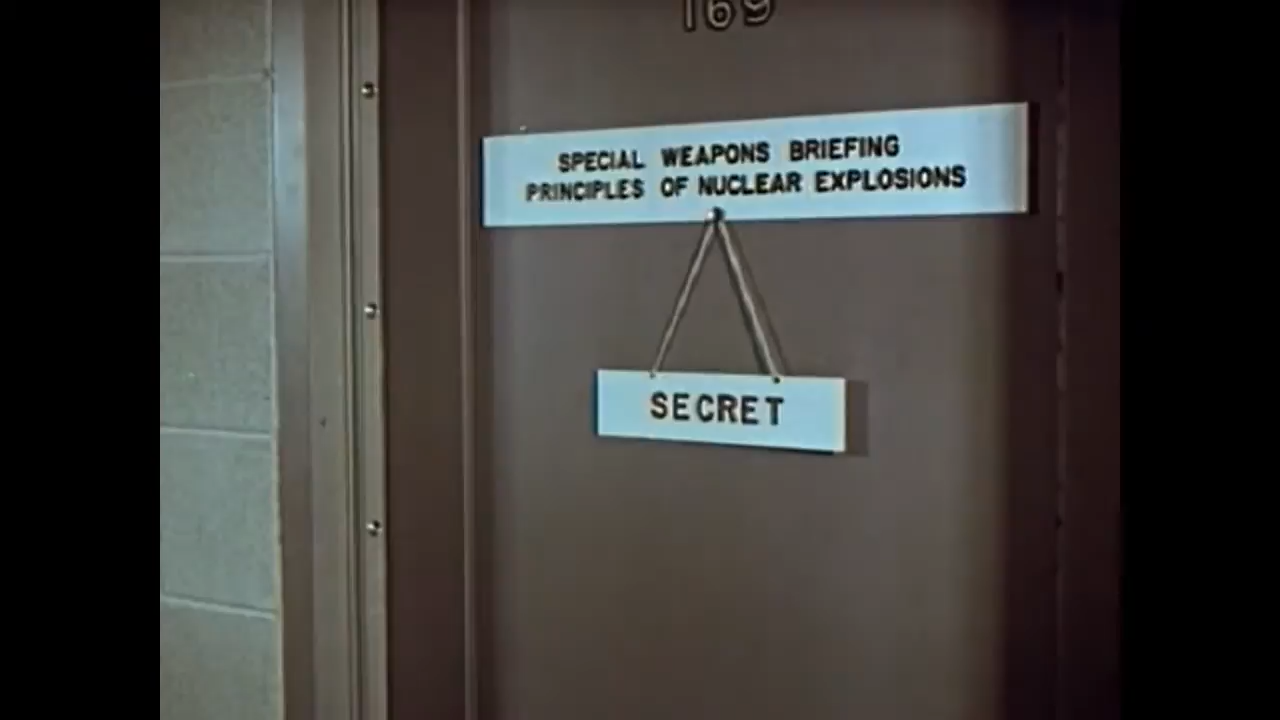 169
SPECIAL WEAPONS BRIEFING
PRINCIPLES OF NUCLEAR EXPLOSIONS
SECRET